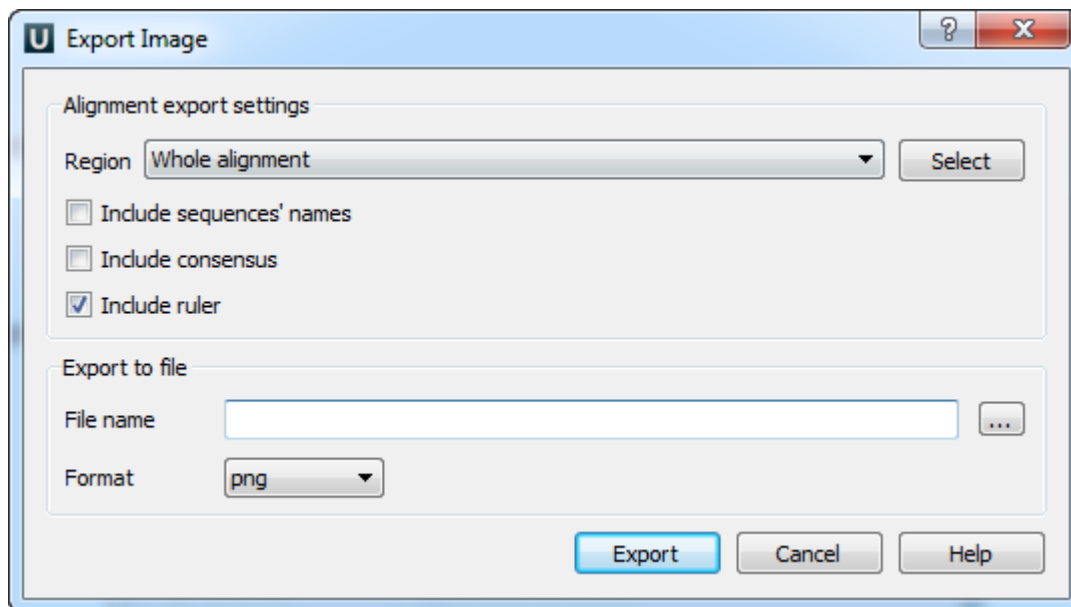 U Export Image ? X
Alignment export settings
Region Whole alignment Select
Include sequences' names
Include consensus
Include ruler
Export to file
File name ...
Format png
Export Cancel Help